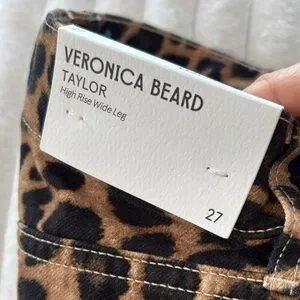 VERONICA BEARD
TAYLOR
High Rise Wide Leg
27